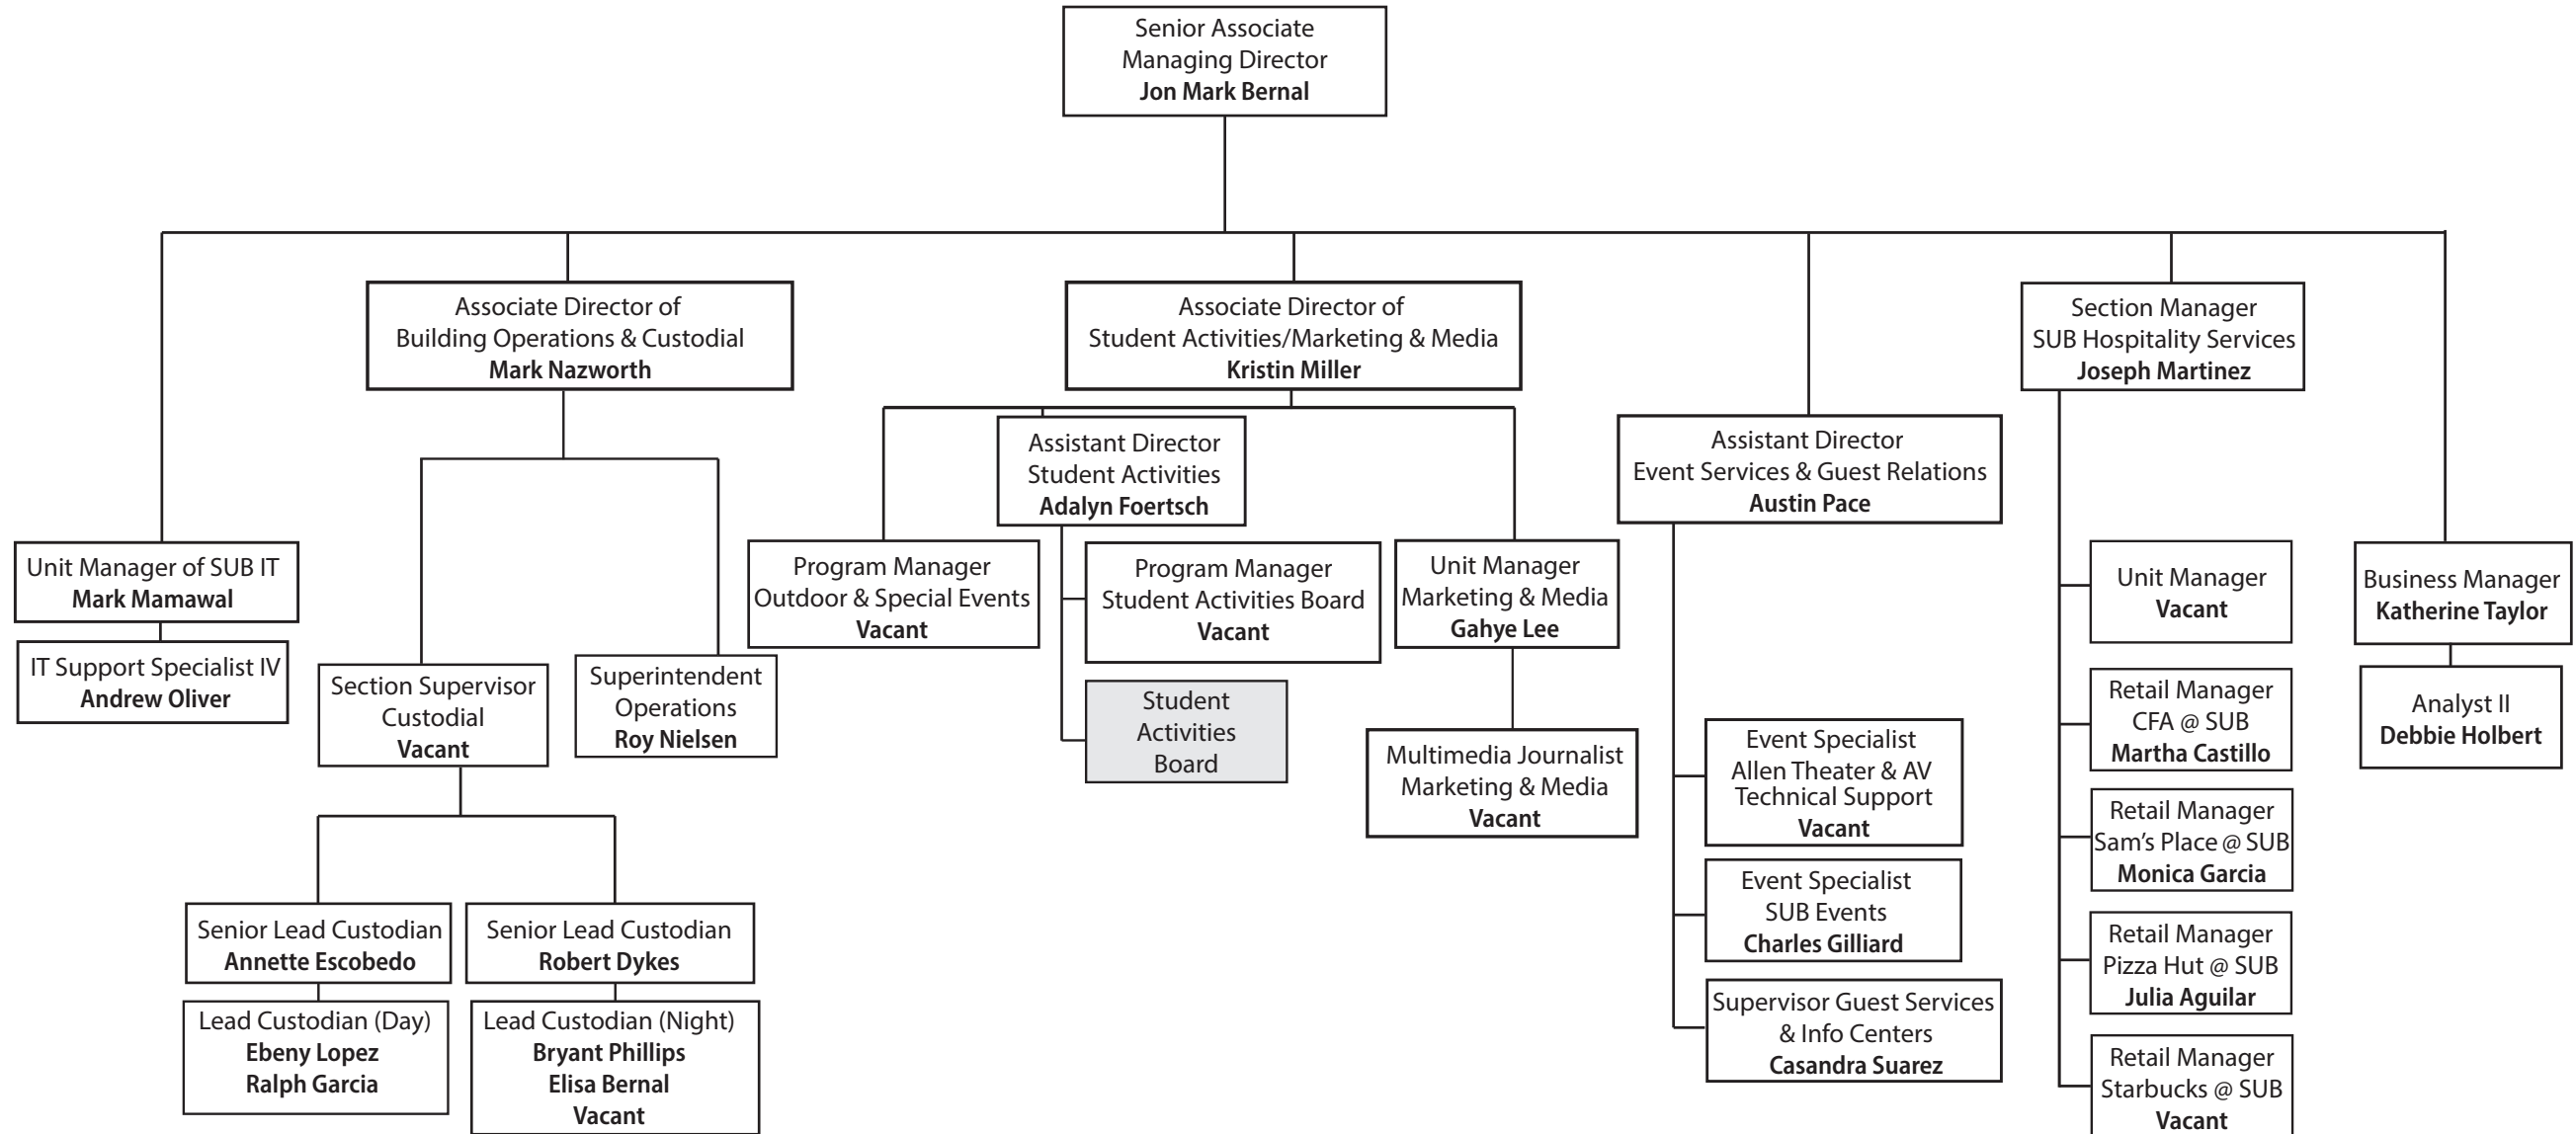 Senior Associate
Managing Director
Jon Mark Bernal
Associate Director of
Building Operations & Custodial
Mark Nazworth
Associate Director of
Student Activities/Marketing & Media
Kristin Miller
Section Manager
SUB Hospitality Services
Joseph Martinez
Assistant Director
Student Activities
Adalyn Foertsch
Assistant Director
Event Services & Guest Relations
Austin Pace
Unit Manager of SUB IT
Mark Mamawal
IT Support Specialist IV
Andrew Oliver
Section Supervisor
Custodial
Vacant
Superintendent
Operations
Roy Nielsen
Program Manager
Outdoor & Special Events
Vacant
Program Manager
Student Activities Board
Vacant
Student
Activities
Board
Unit Manager
Marketing & Media
Gahye Lee
Multimedia Journalist
Marketing & Media
Vacant
Event Specialist
Allen Theater & AV
Technical Support
Vacant
Event Specialist
SUB Events
Charles Gilliard
Supervisor Guest Services
& Info Centers
Casandra Suarez
Unit Manager
Vacant
Retail Manager
CFA @ SUB
Martha Castillo
Retail Manager
Sam’s Place @ SUB
Monica Garcia
Retail Manager
Pizza Hut @ SUB
Julia Aguilar
Retail Manager
Starbucks @ SUB
Vacant
Business Manager
Katherine Taylor
Analyst II
Debbie Holbert
Senior Lead Custodian
Annette Escobedo
Lead Custodian (Day)
Ebeny Lopez
Ralph Garcia
Senior Lead Custodian
Robert Dykes
Lead Custodian (Night)
Bryant Phillips
Elisa Bernal
Vacant